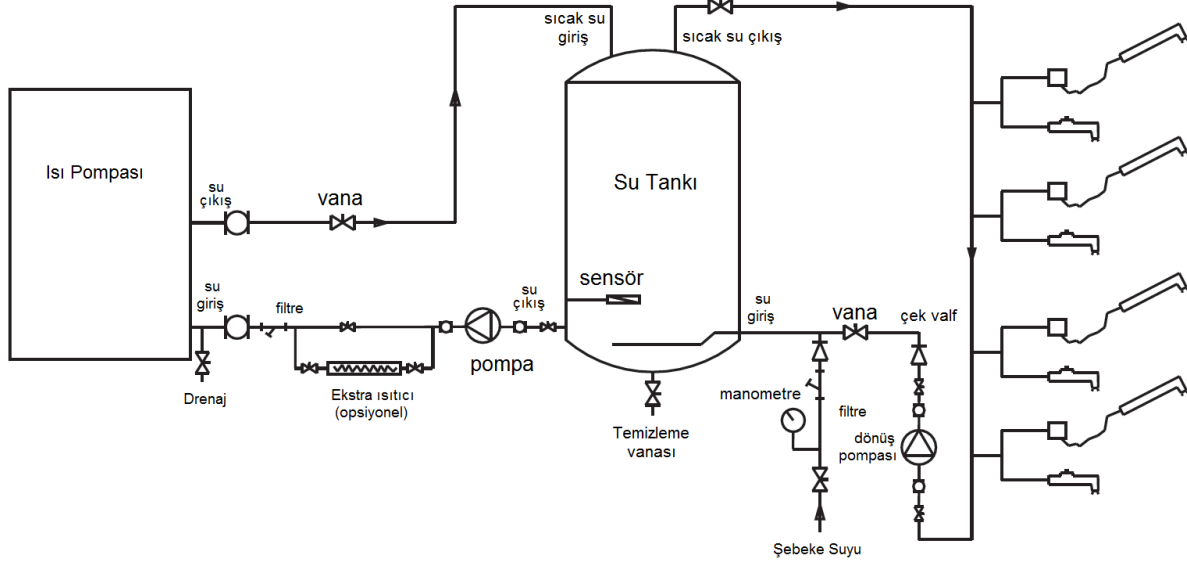 sıcak su
giriş
sıcak su çıkış
Isı Pompası
su
çıkış
vana
Su Tankı
sensör
su
giriş
filtre
su
çıkış
pompa
Drenaj
Ekstra ısıtıcı
(opsiyonel)
Temizleme
vanası
su
giriş
vana
çek valf
manometre
filtre
dönüş
pompası
Şebeke Suyu